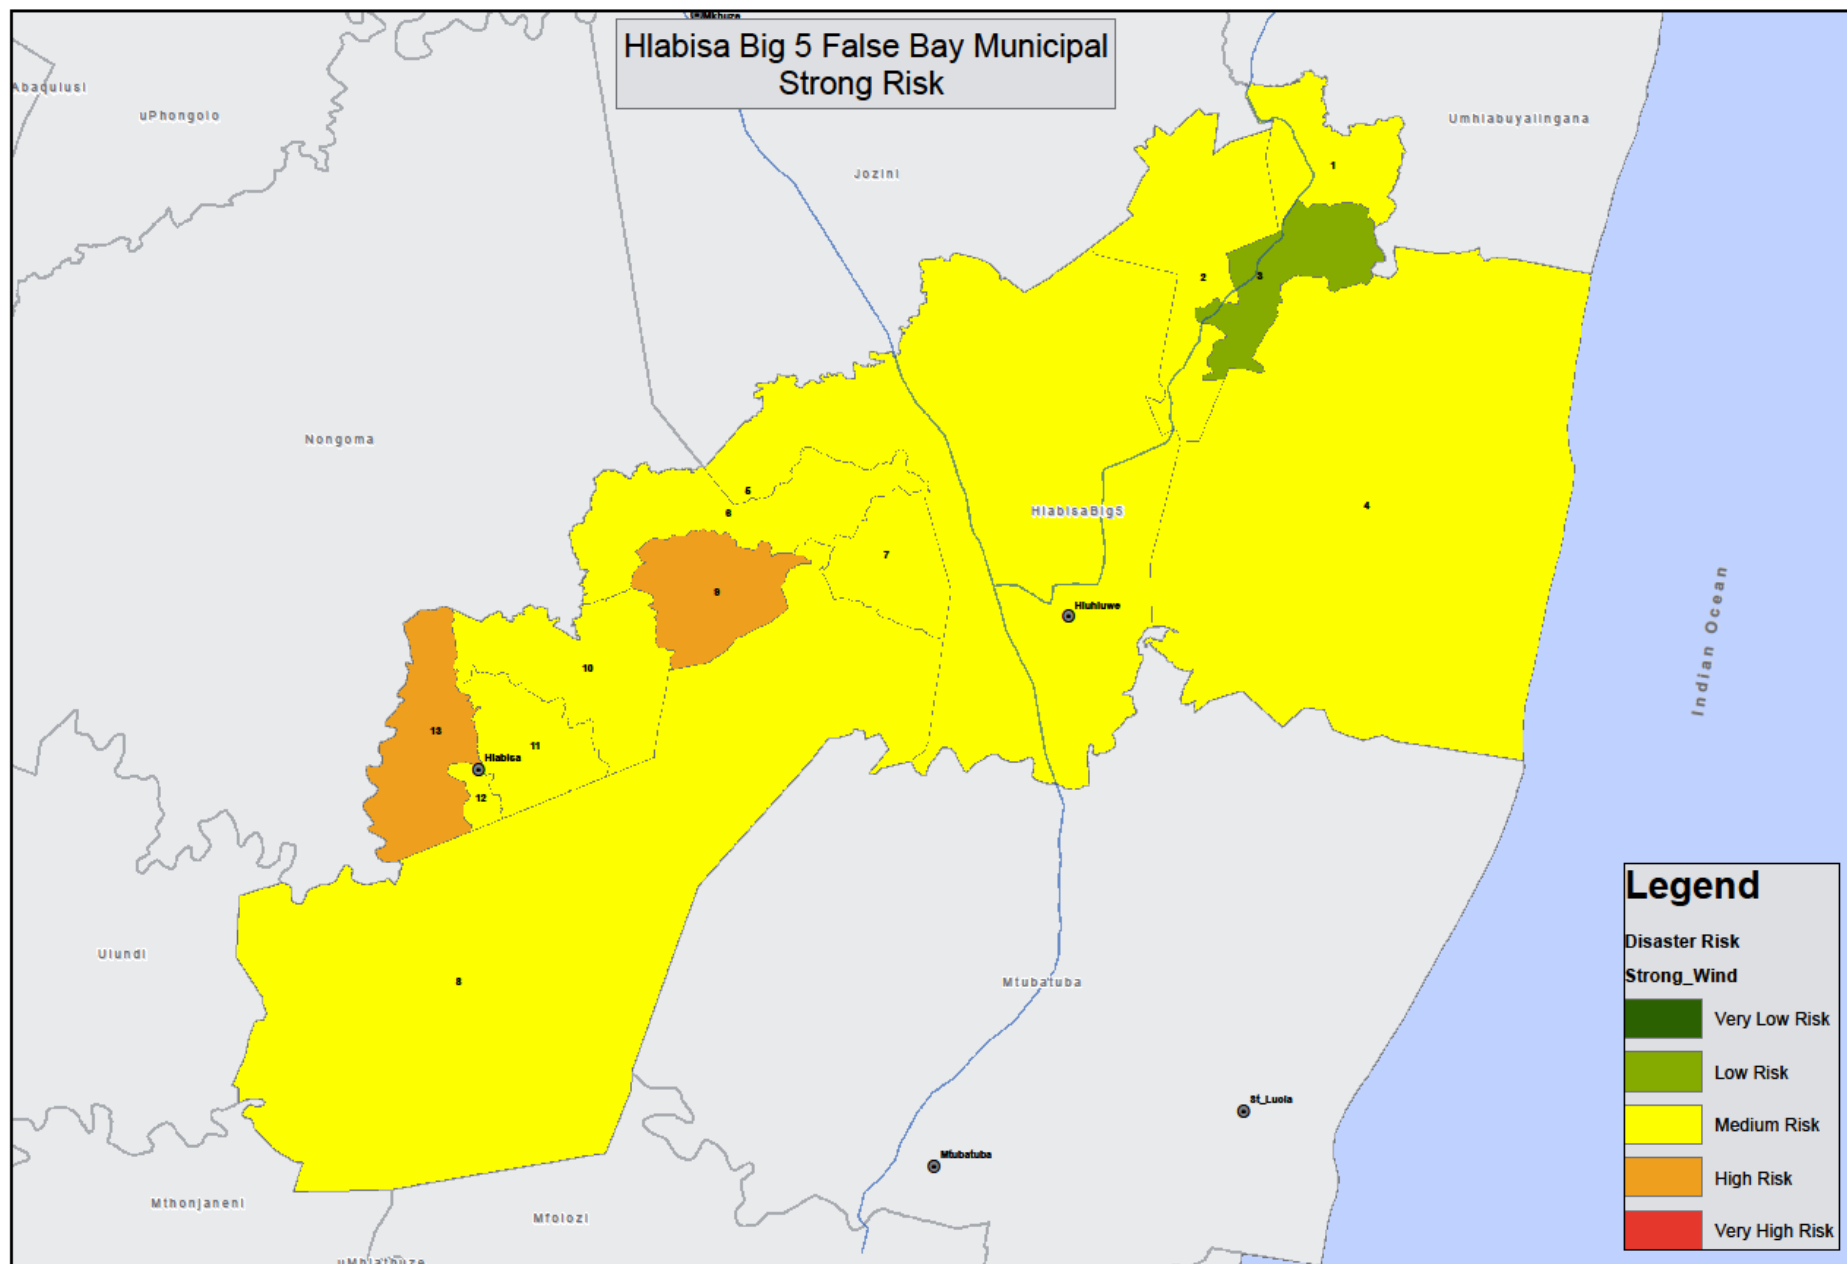 Mkhuze
Hlabisa Big 5 False Bay Municipal
Strong Risk
Abaqulusi
uPhongolo
Umhlabuyalingana
Jozini
1
2
3
Nongoma
5
6
HlabisaBig5
4
7
9
Hluhluwe
Indian Ocean
10
13
11
Hlabisa
12
Ulundi
8
Mtubatuba
St_Lucia
Mtubatuba
Mthonjaneni
Mfolozi
uMhlathuze
Legend
Disaster Risk
Strong_Wind
Very Low Risk
Low Risk
Medium Risk
High Risk
Very High Risk